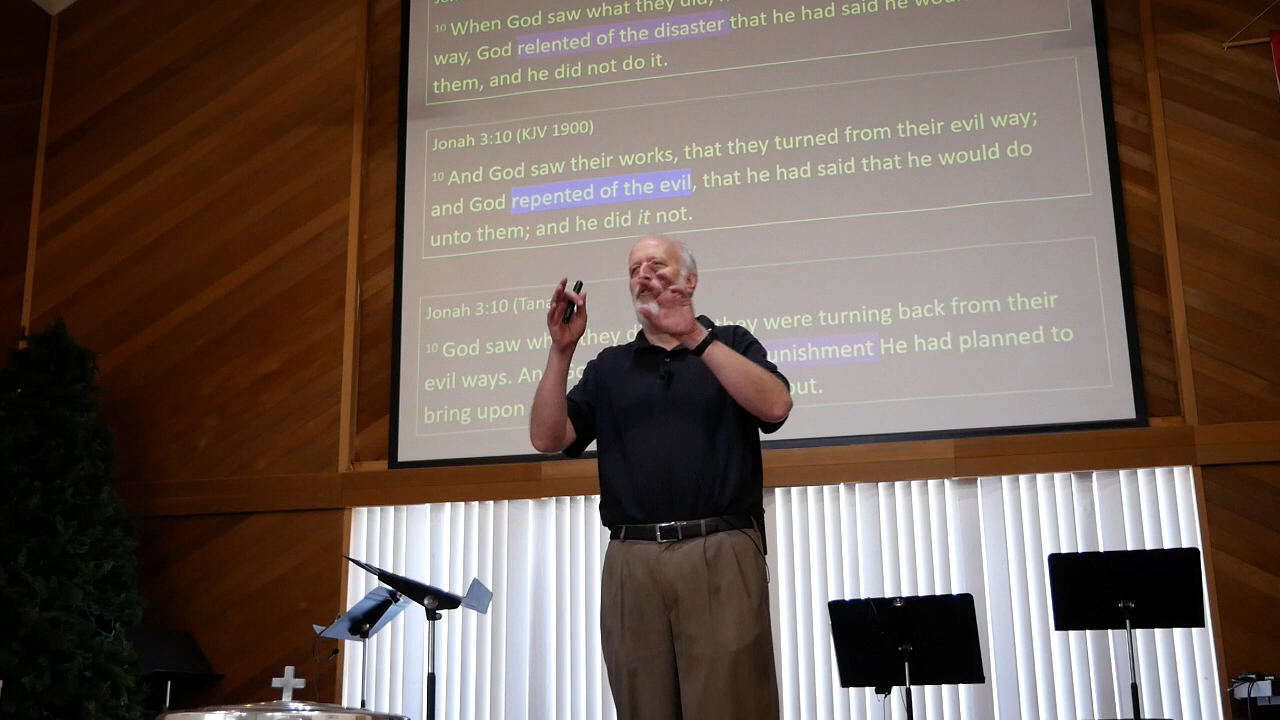 10 When God saw what they did,
way, God relented of the disaster that he had said he
them, and he did not do it.
Jonah 3:10 (KJV 1900)
10 And God saw their works, that they turned from their evil way;
and God repented of the evil, that he had said that he would do
unto them; and he did it not.
Jonah 3:10
10 God saw they were turning back from their
evil ways. He had planned to
bring upon